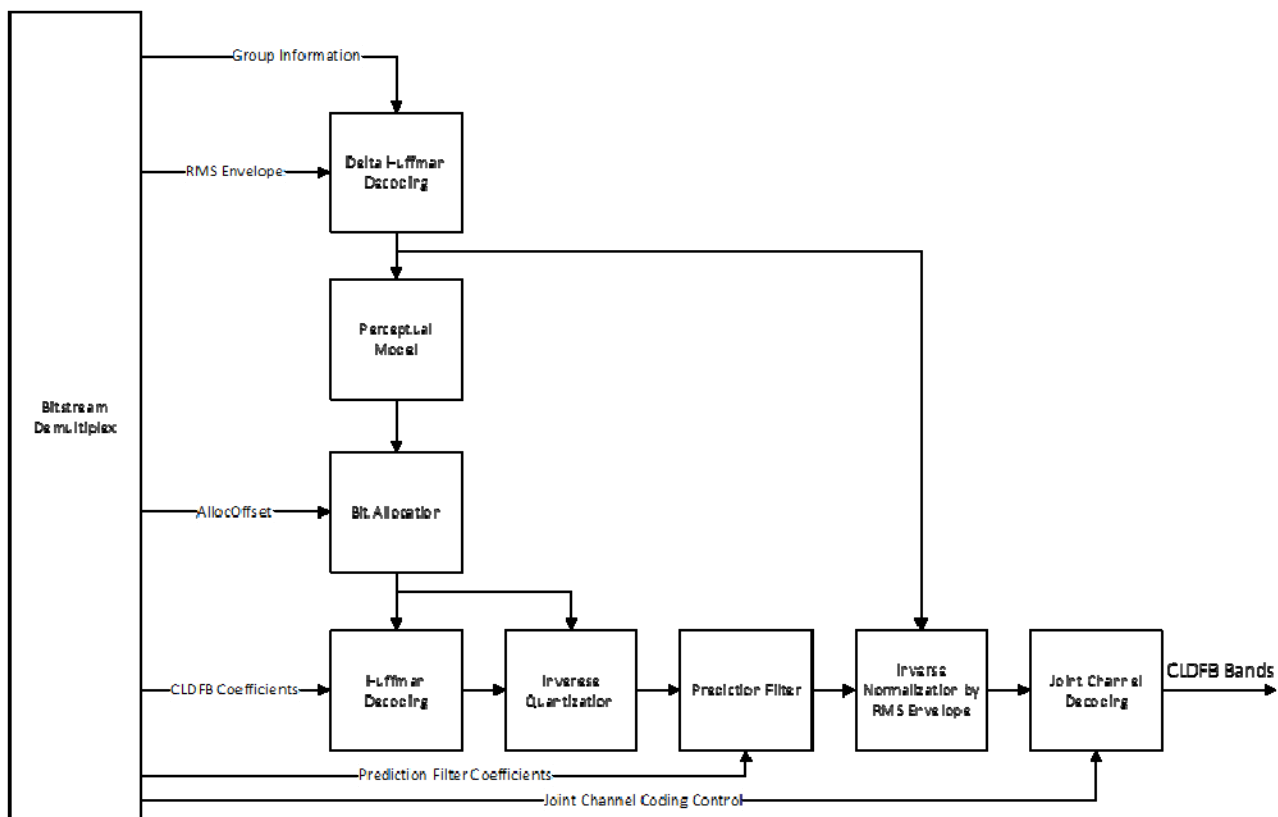 Group Information
RMS Envelope
Delta Huffman
Decoding
Perceptual
Model
Bitstream
Demultiplex
AllocOffset
Bit Allocation
CLDFB Coefficients
Huffman
Decoding
Inverese
Quantization
Prediction Filter
Inverse
Normalization by
RMS Envelope
Joint Channel
Decoding
CLDFB Bands
Prediction Filter Coefficients
Joint Channel Coding Control